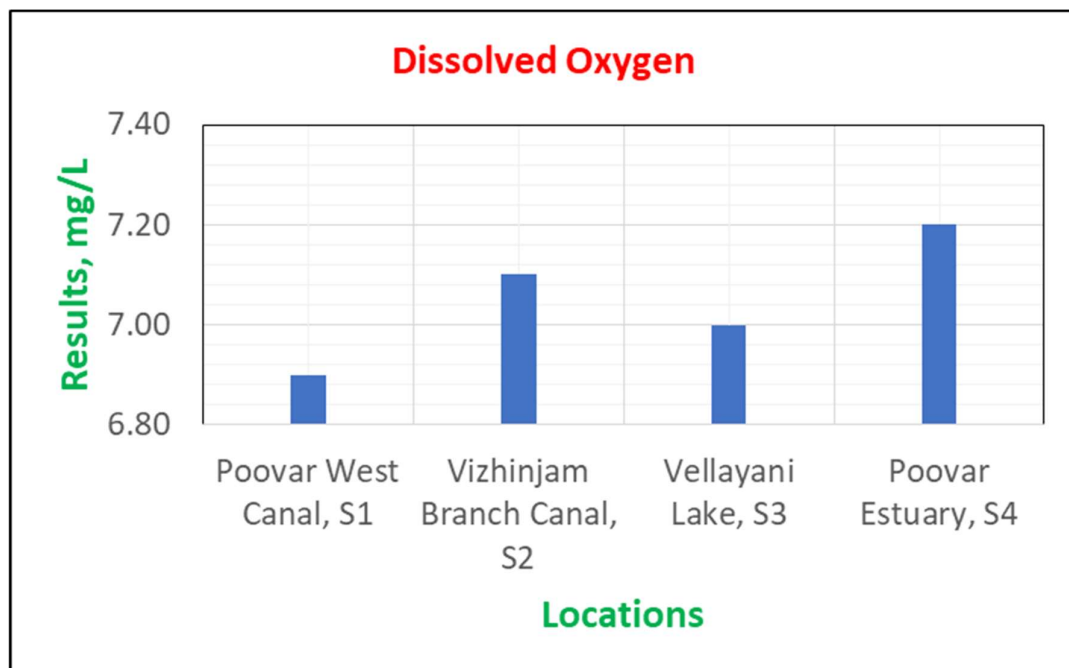 Dissolved Oxygen
Results, mg/L
7.40
7.20
7.00
6.80
Poovar West
Canal, S1
Vizhinjam
Branch Canal,
S2
Vellayani
Lake, S3
Poovar
Estuary, S4
Locations